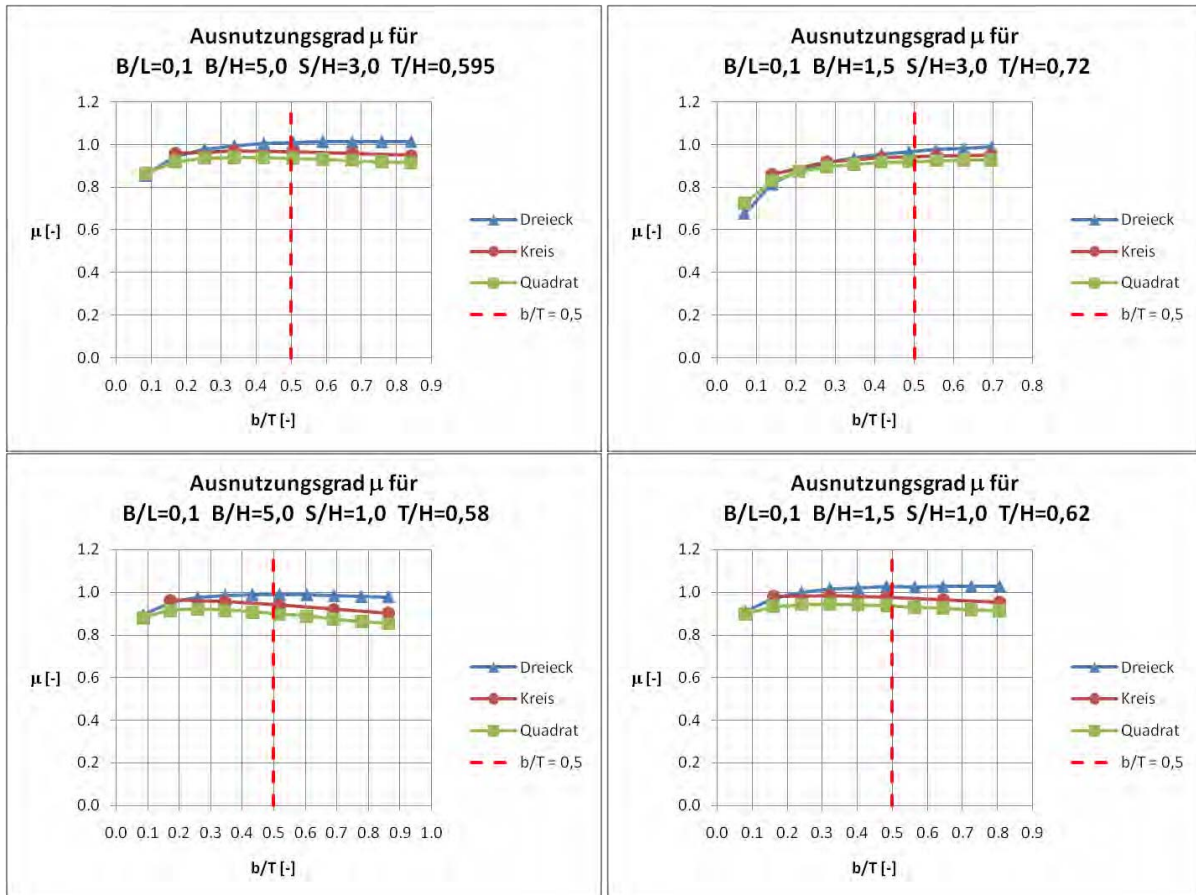 Ausnutzungsgrad μ für
B/L=0,1 B/H=5,0 S/H=3,0 T/H=0,595
1.2
1.0
0.8
0.6
0.4
0.2
0.0
μ [-]
0.0 0.1 0.2 0.3 0.4 0.5 0.6 0.7 0.8 0.9
b/T [-]
Dreieck
Kreis
Quadrat
b/T = 0,5
Ausnutzungsgrad μ für
B/L=0,1 B/H=1,5 S/H=3,0 T/H=0,72
1.2
1.0
0.8
0.6
0.4
0.2
0.0
μ [-]
0.0 0.1 0.2 0.3 0.4 0.5 0.6 0.7 0.8
b/T [-]
Dreieck
Kreis
Quadrat
b/T = 0,5
Ausnutzungsgrad μ für
B/L=0,1 B/H=5,0 S/H=1,0 T/H=0,58
1.2
1.0
0.8
0.6
0.4
0.2
0.0
μ [-]
0.0 0.1 0.2 0.3 0.4 0.5 0.6 0.7 0.8 0.9 1.0
b/T [-]
Dreieck
Kreis
Quadrat
b/T = 0,5
Ausnutzungsgrad μ für
B/L=0,1 B/H=1,5 S/H=1,0 T/H=0,62
1.2
1.0
0.8
0.6
0.4
0.2
0.0
μ [-]
0.0 0.1 0.2 0.3 0.4 0.5 0.6 0.7 0.8 0.9
b/T [-]
Dreieck
Kreis
Quadrat
b/T = 0,5